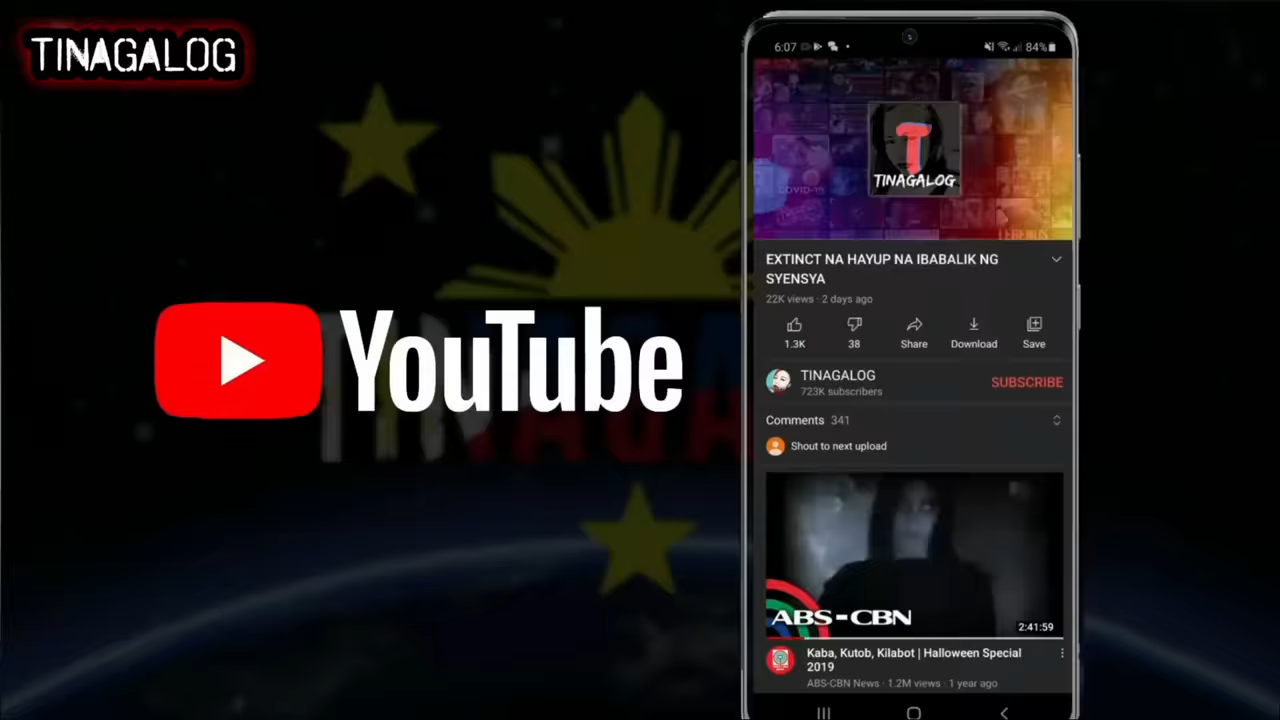 TINAGALOG
YouTube
6:07
84%
COVID-19
T
TINAGALOG
EXTINCT NA HAYUP NA IBABALIK NG
SYENSYA
22K views · 2 days ago
1.3K
38
Share
Download
Save
TINAGALOG
723K subscribers
SUBSCRIBE
Comments 341
Shout to next upload
ABS-CBN
2:41:59
Kaba, Kutob, Kilabot | Halloween Special
2019
ABS-CBN News · 1.2M views · 1 year ago